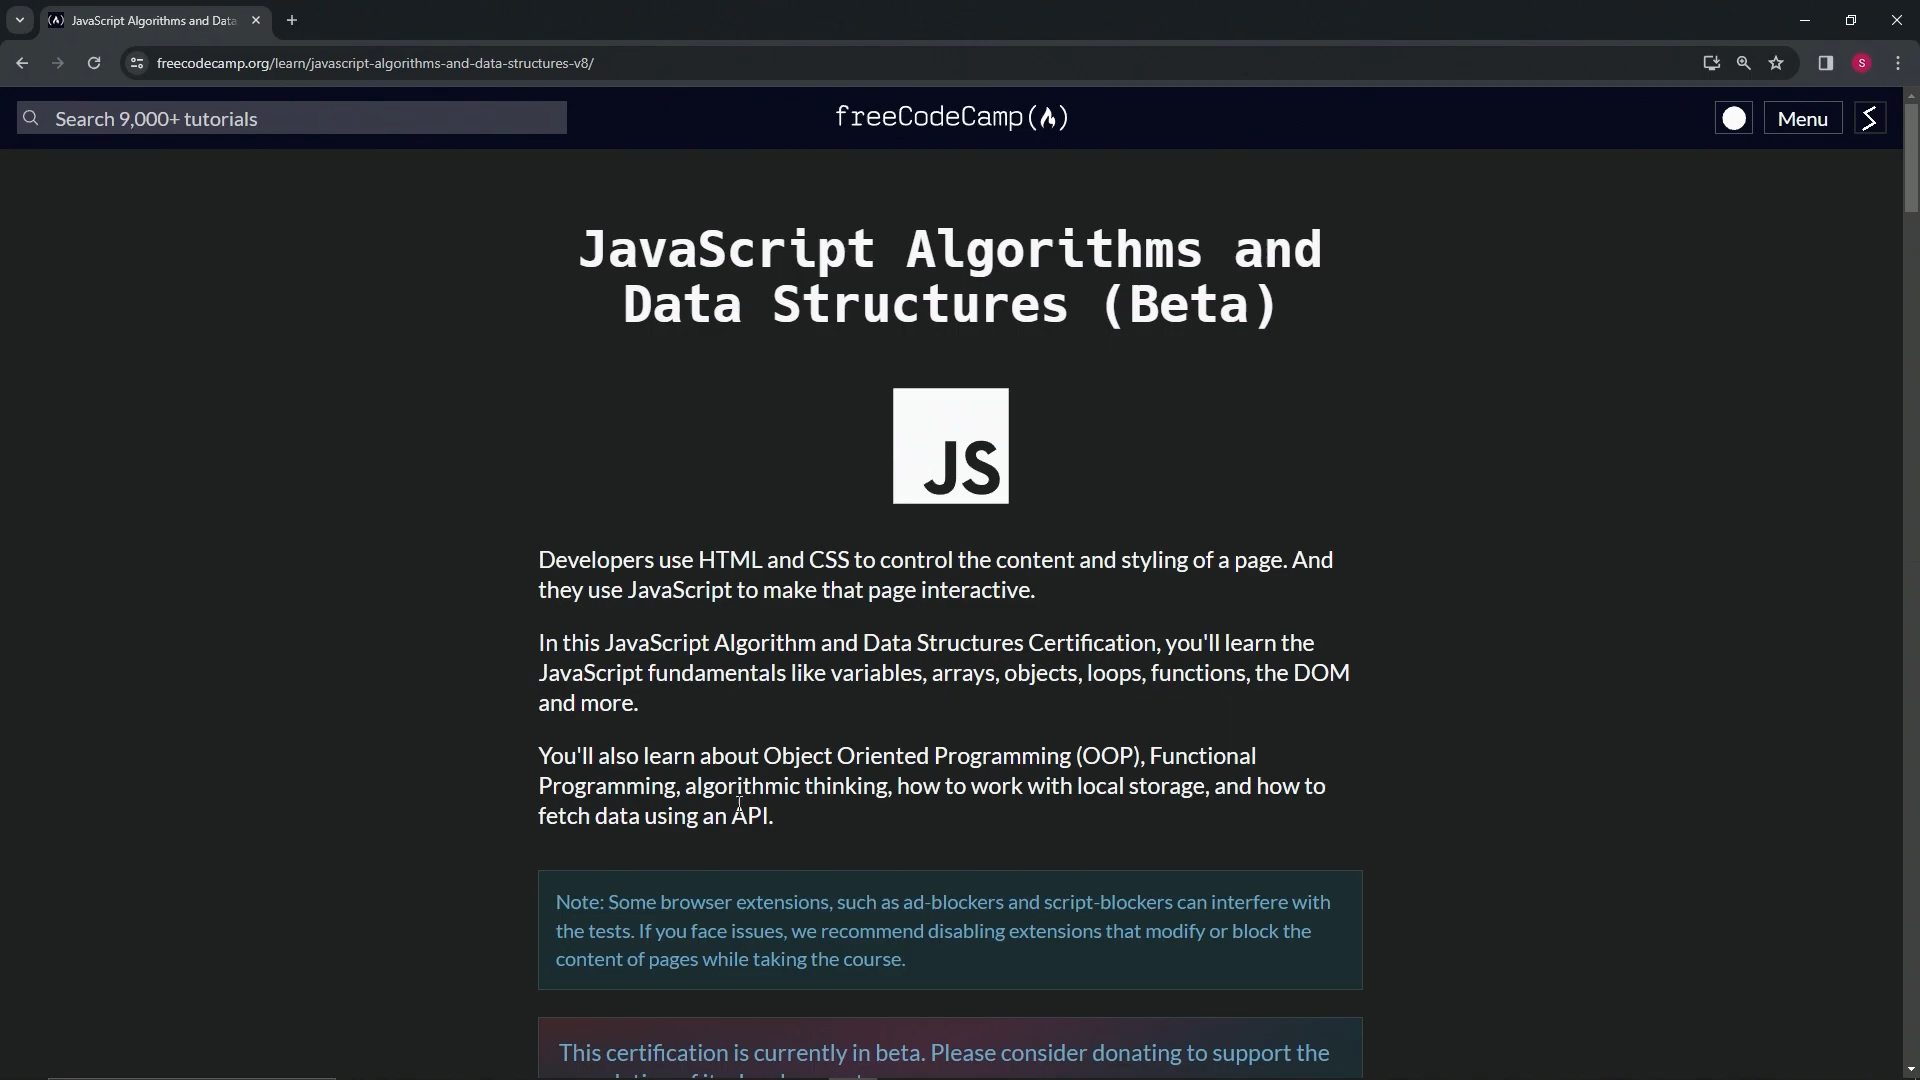 JavaScript Algorithms and Data
freecodecamp.org/learn/javascript-algorithms-and-data-structures-v8/
S
Search 9,000+ tutorials
freeCodeCamp
Menu
JavaScript Algorithms and
Data Structures (Beta)
JS
Developers use HTML and CSS to control the content and styling of a page. And
they use JavaScript to make that page interactive.
In this JavaScript Algorithm and Data Structures Certification, you'll learn the
JavaScript fundamentals like variables, arrays, objects, loops, functions, the DOM
and more.
You'll also learn about Object Oriented Programming (OOP), Functional
Programming, algorithmic thinking, how to work with local storage, and how to
fetch data using an API.
Note: Some browser extensions, such as ad-blockers and script-blockers can interfere with
the tests. If you face issues, we recommend disabling extensions that modify or block the
content of pages while taking the course.
This certification is currently in beta. Please consider donating to support the